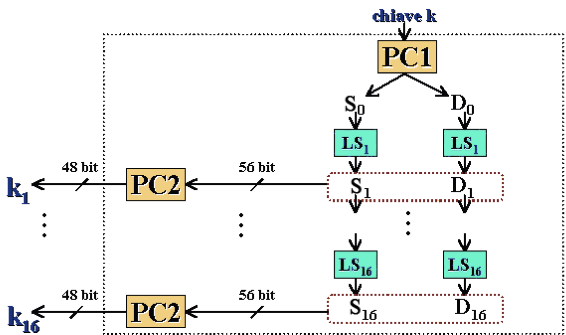 chiave k
PC1
S0 D0
LS1 LS1
48 bit 56 bit
k1 PC2 S1 D1
LS16 LS16
48 bit 56 bit
k16 PC2 S16 D16